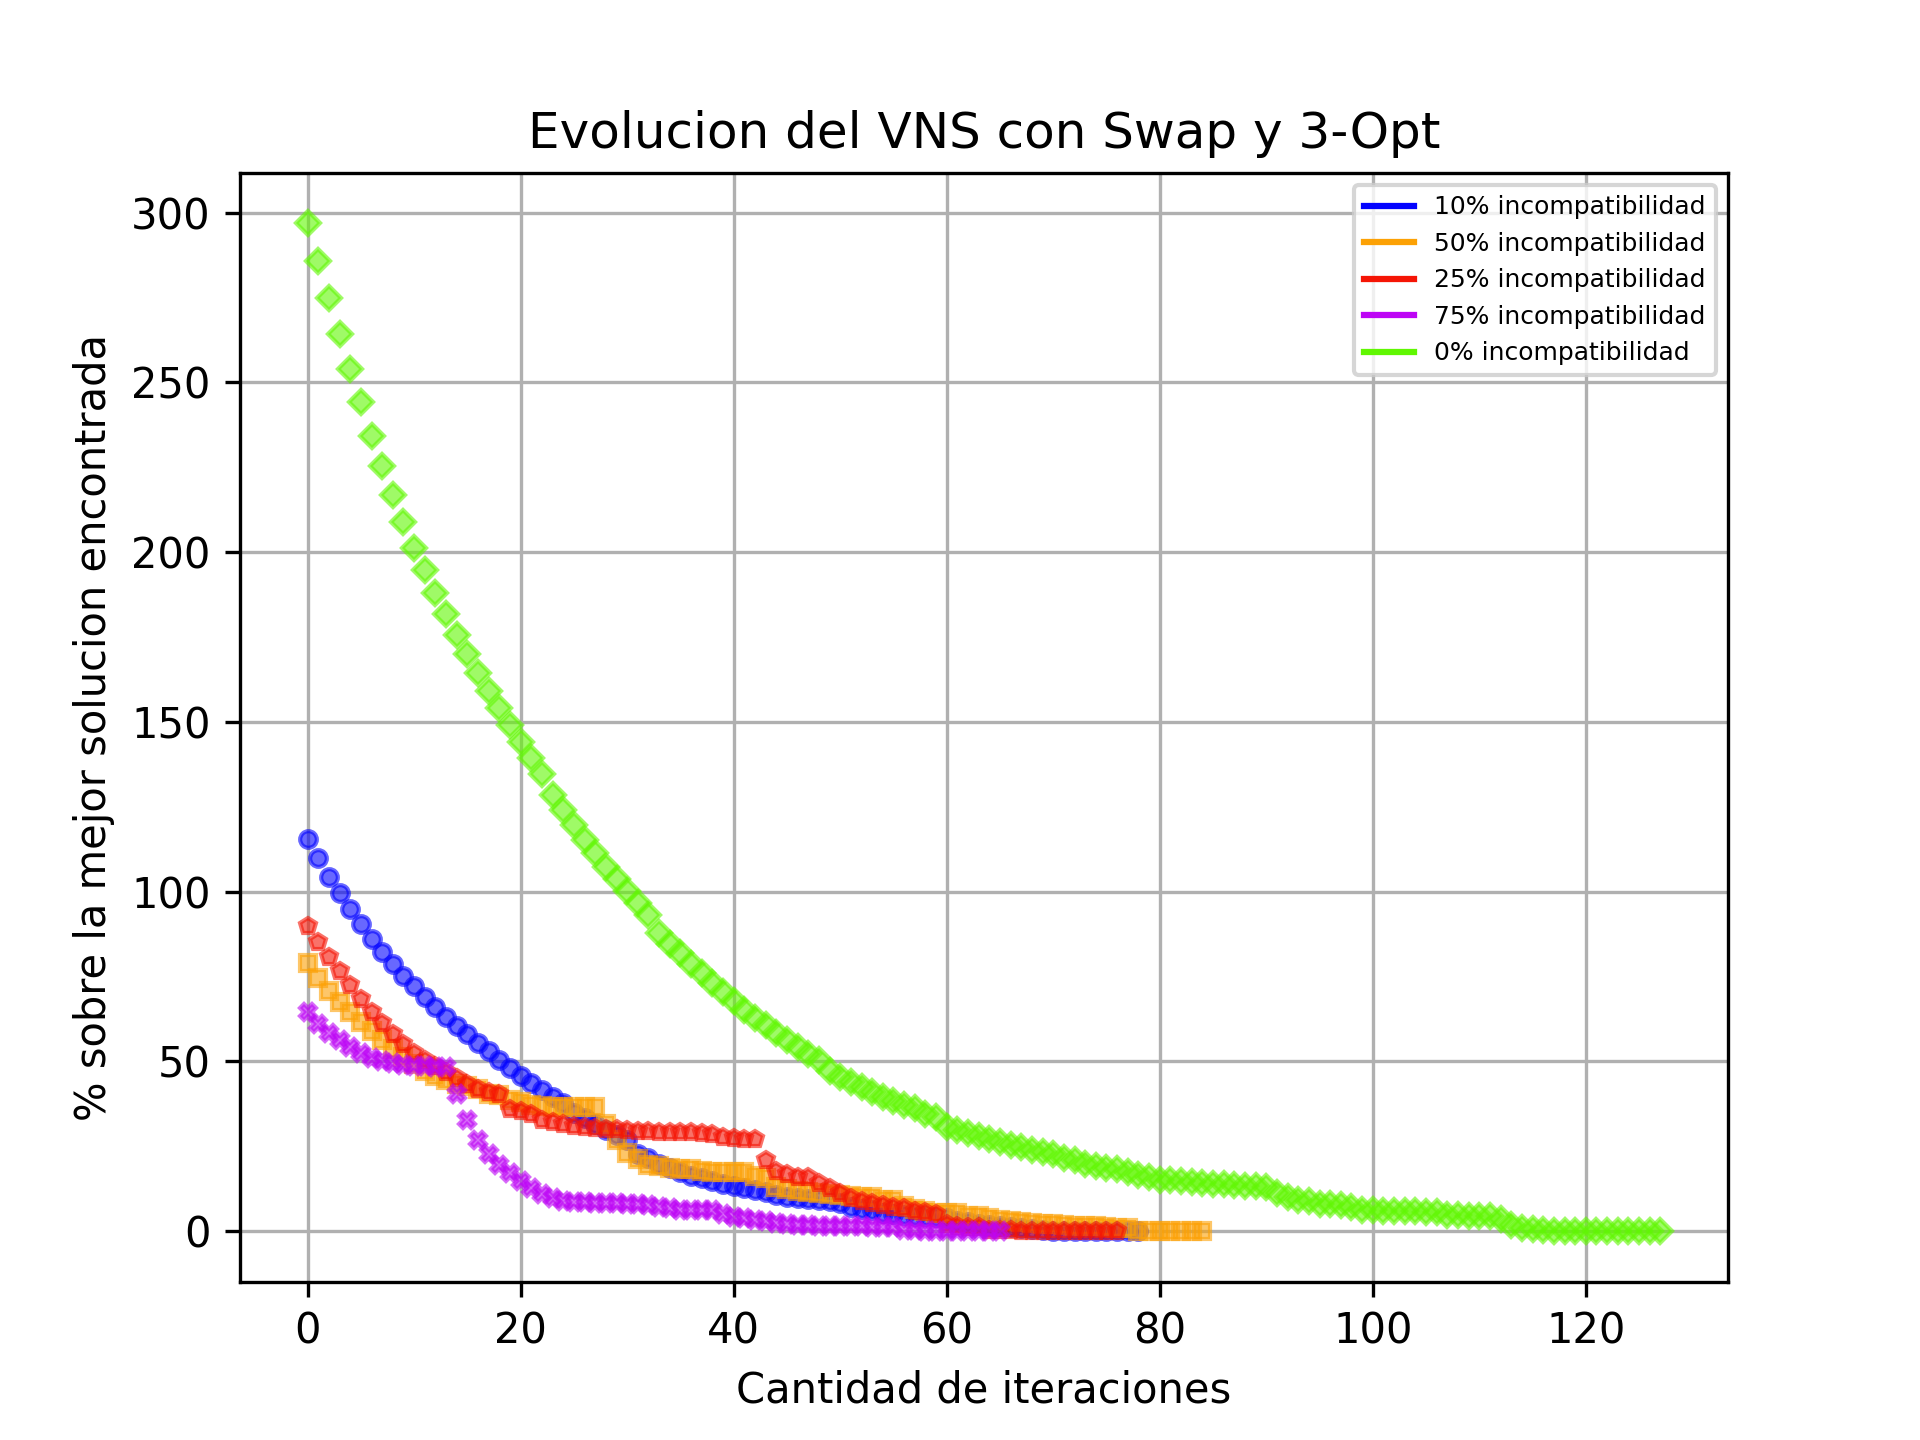 Evolucion del VNS con Swap y 3-Opt
% sobre la mejor solucion encontrada
300
250
200
150
100
50
0
10% incompatibilidad
50% incompatibilidad
25% incompatibilidad
75% incompatibilidad
0% incompatibilidad
0 20 40 60 80 100 120
Cantidad de iteraciones